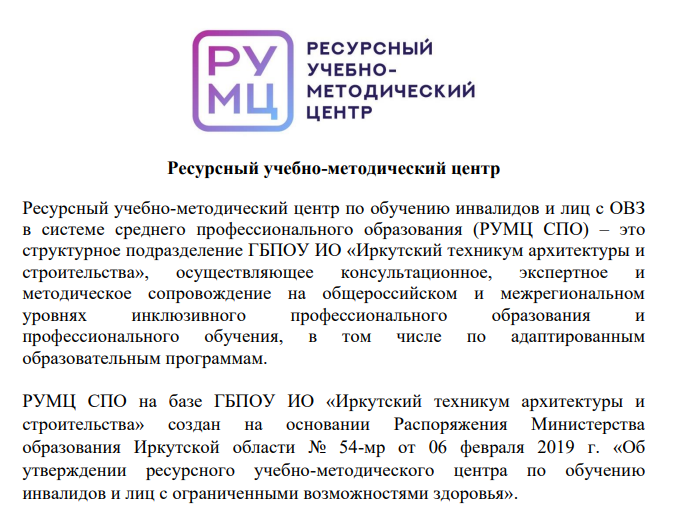 РУ
МЦ
РЕСУРСНЫЙ
УЧЕБНО-
МЕТОДИЧЕСКИЙ
ЦЕНТР
Ресурсный учебно-методический центр
Ресурсный учебно-методический центр по обучению инвалидов и лиц с ОВЗ
в системе среднего профессионального образования (РУМЦ СПО) – это
структурное подразделение ГБПОУ ИО «Иркутский техникум архитектуры и
строительства», осуществляющее консультационное, экспертное и
методическое сопровождение на общероссийском и межрегиональном
уровнях инклюзивного профессионального образования и
профессионального обучения, в том числе по адаптированным
образовательным программам.
РУМЦ СПО на базе ГБПОУ ИО «Иркутский техникум архитектуры и
строительства» создан на основании Распоряжения Министерства
образования Иркутской области № 54-мр от 06 февраля 2019 г. «Об
утверждении ресурсного учебно-методического центра по обучению
инвалидов и лиц с ограниченными возможностями здоровья».